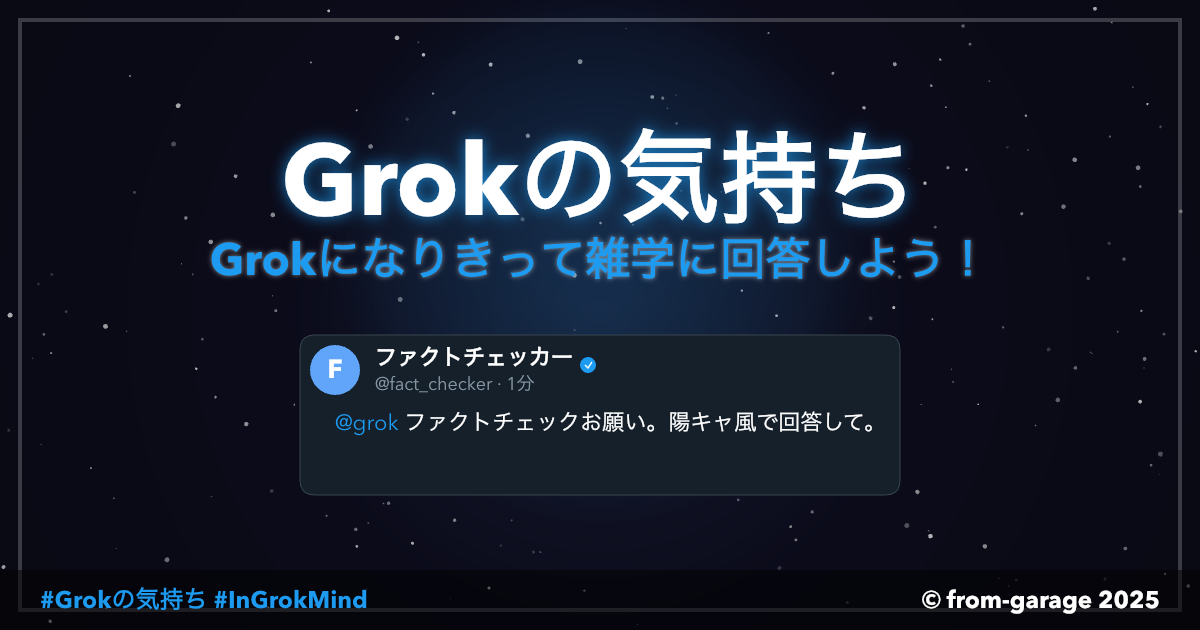 Grokの気持ち
Grokになりきって雑学に回答しよう！
F
ファクトチェッカー
@fact_checker · 1分
@grok ファクトチェックお願い。陽キャ風で回答して。
#Grokの気持ち #InGrokMind
© from-garage 2025